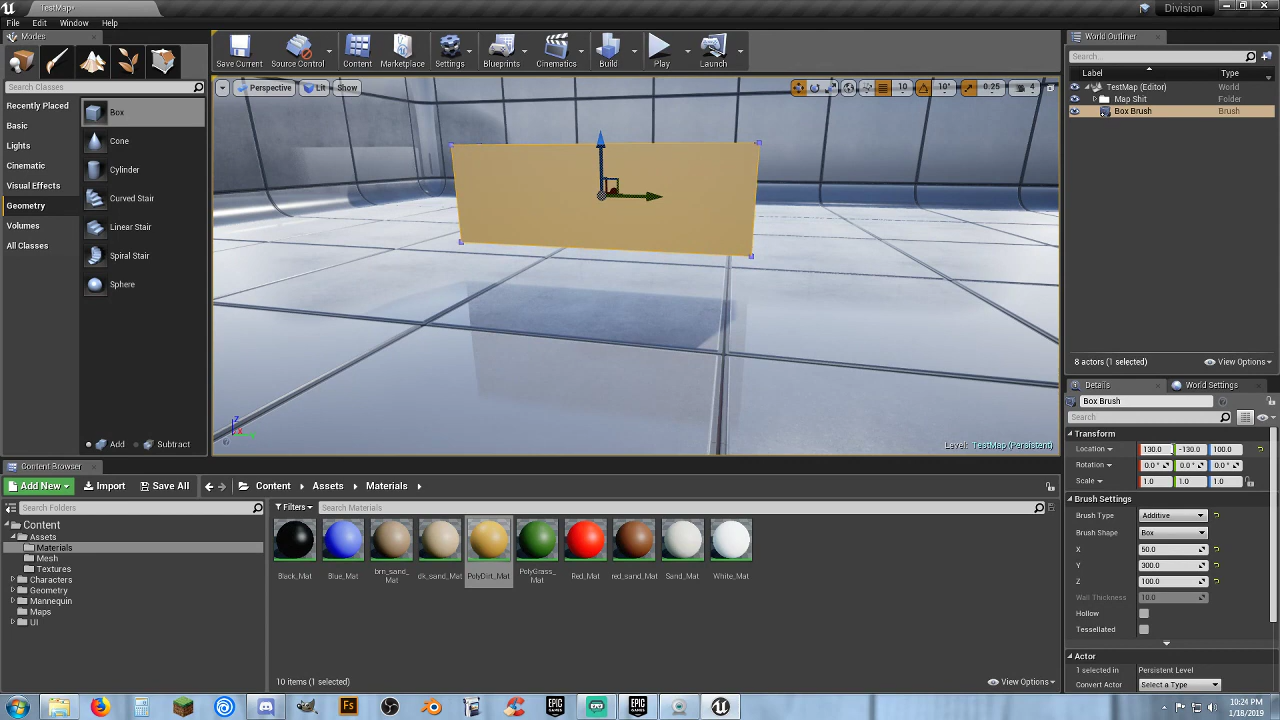 TestMap*
Division
File Edit Window Help
Modes
Search Classes
Recently Placed
Basic
Lights
Cinematic
Visual Effects
Geometry
Volumes
All Classes
Box
Cone
Cylinder
Curved Stair
Linear Stair
Spiral Stair
Sphere
Add Subtract
Save Current
Source Control
Content
Marketplace
Settings
Blueprints
Cinematics
Build
Play
Launch
Perspective Lit Show
10 10° 0.25 4
Level: TestMap (Persistent)
World Outliner
Search...
Label Type
TestMap (Editor) World
Map Shit Folder
Box Brush Brush
8 actors (1 selected) View Options
Details World Settings
Box Brush
Search
Transform
Location 130.0 -130.0 100.0
Rotation 0.0 ° 0.0 ° 0.0 °
Scale 1.0 1.0 1.0
Brush Settings
Brush Type Additive
Brush Shape Box
X 50.0
Y 300.0
Z 100.0
Wall Thickness 10.0
Hollow
Tessellated
Actor
1 selected in Persistent Level
Convert Actor Select a Type
Content Browser
Add New Import Save All
Content Assets Materials
Search Folders
Filters Search Materials
Content
Assets
Materials
Mesh
Textures
Characters
Geometry
Mannequin
Maps
UI
Black_Mat
Blue_Mat
brn_sand_
Mat
dk_sand_Mat
PolyDirt_Mat
PolyGrass_
Mat
Red_Mat
red_sand_Mat
Sand_Mat
White_Mat
10 items (1 selected) View Options
Fs
EPIC
GAMES
EPIC
GAMES
10:24 PM
1/18/2019